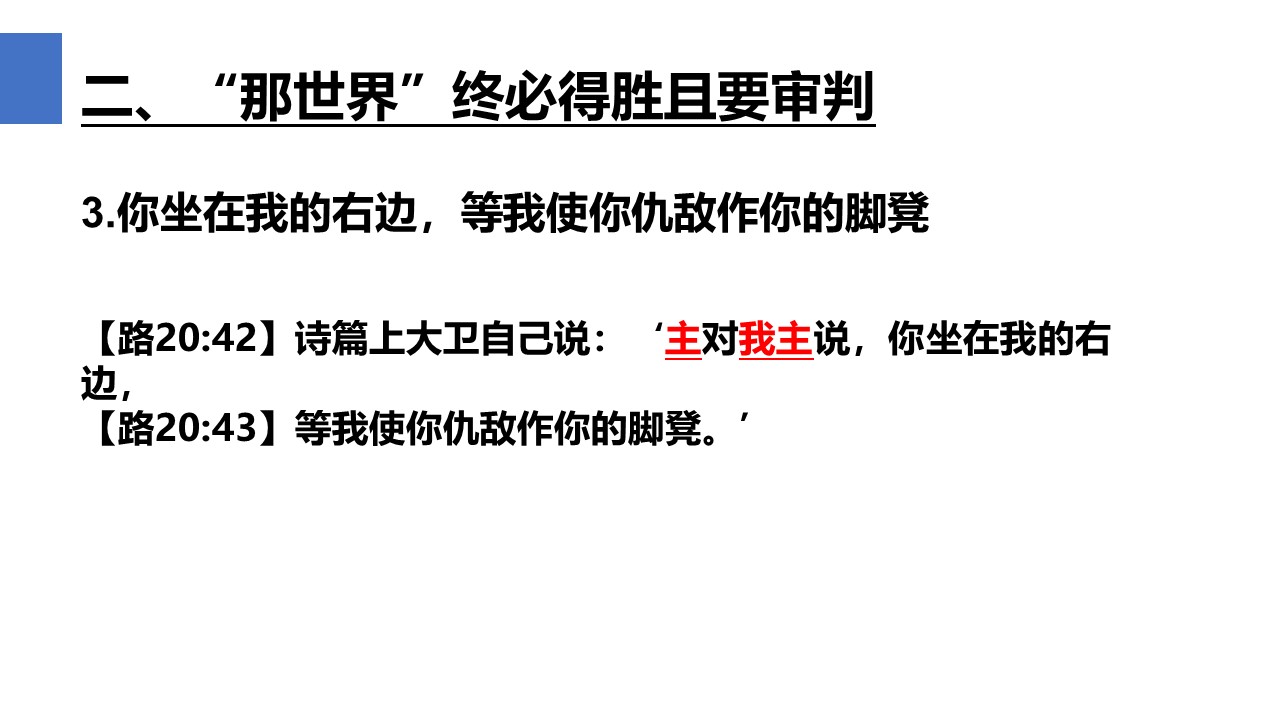 二、“那世界”终必得胜且要审判
3.你坐在我的右边，等我使你仇敌作你的脚凳
【路20:42】诗篇上大卫自己说：‘主对我主说，你坐在我的右
边，
【路20:43】等我使你仇敌作你的脚凳。’